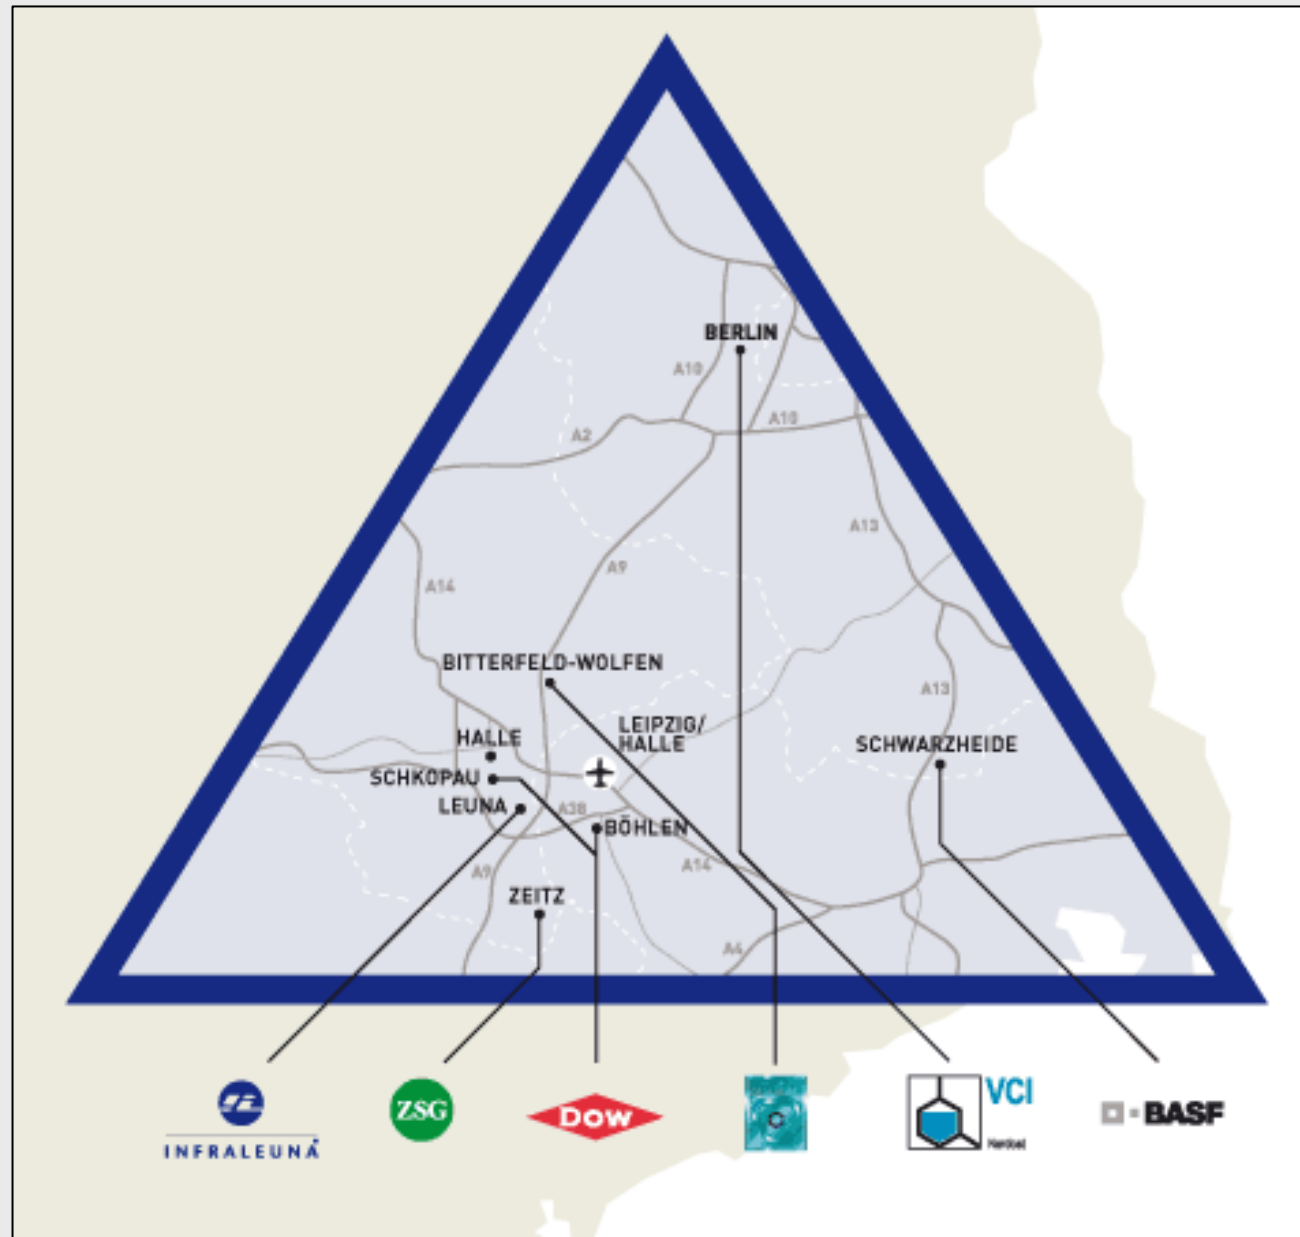 BERLIN
A10
A10
A2
A13
A9
A14
BITTERFELD-WOLFEN
A13
LEIPZIG/
HALLE
HALLE
SCHWARZHEIDE
SCHKOPAU
LEUNA
A38
BÖHLEN
A14
A9
ZEITZ
A4
INFRALEUNA
ZSG
Dow
VCI
Nordost
BASF